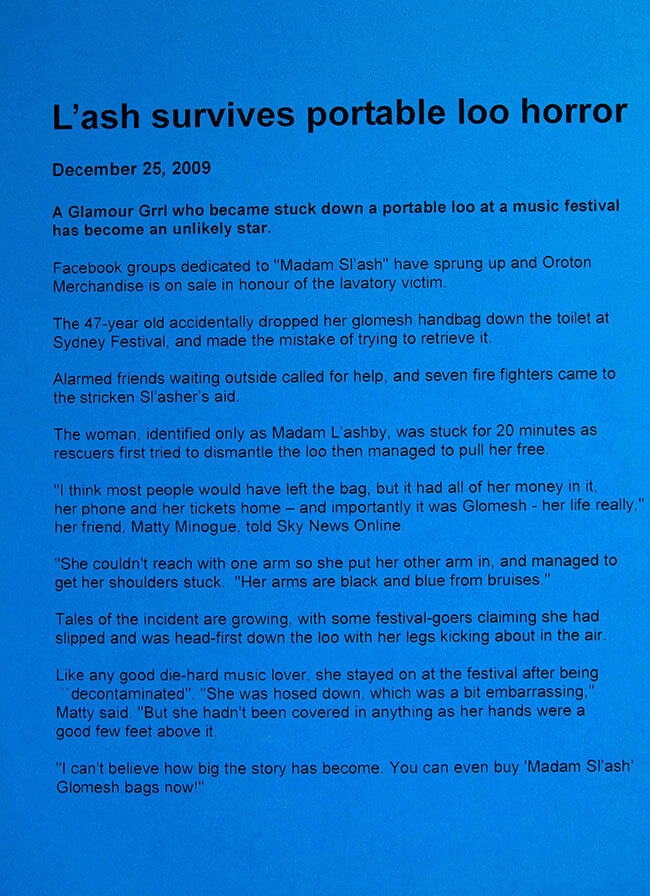 L'ash survives portable loo horror
December 25, 2009
A Glamour Grrl who became stuck down a portable loo at a music festival
has become an unlikely star.
Facebook groups dedicated to "Madam Sl'ash" have sprung up and Oroton
Merchandise is on sale in honour of the lavatory victim.
The 47-year old accidentally dropped her glomesh handbag down the toilet at
Sydney Festival, and made the mistake of trying to retrieve it.
Alarmed friends waiting outside called for help, and seven fire fighters came to
the stricken Sl'asher's aid.
The woman, identified only as Madam L'ashby, was stuck for 20 minutes as
rescuers first tried to dismantle the loo then managed to pull her free.
"I think most people would have left the bag, but it had all of her money in it,
her phone and her tickets home – and importantly it was Glomesh - her life really,"
her friend, Matty Minogue, told Sky News Online.
"She couldn't reach with one arm so she put her other arm in, and managed to
get her shoulders stuck.  "Her arms are black and blue from bruises."
Tales of the incident are growing, with some festival-goers claiming she had
slipped and was head-first down the loo with her legs kicking about in the air.
Like any good die-hard music lover, she stayed on at the festival after being
``decontaminated". "She was hosed down, which was a bit embarrassing,"
Matty said. "But she hadn't been covered in anything as her hands were a
good few feet above it.
"I can't believe how big the story has become. You can even buy 'Madam Sl'ash'
Glomesh bags now!"